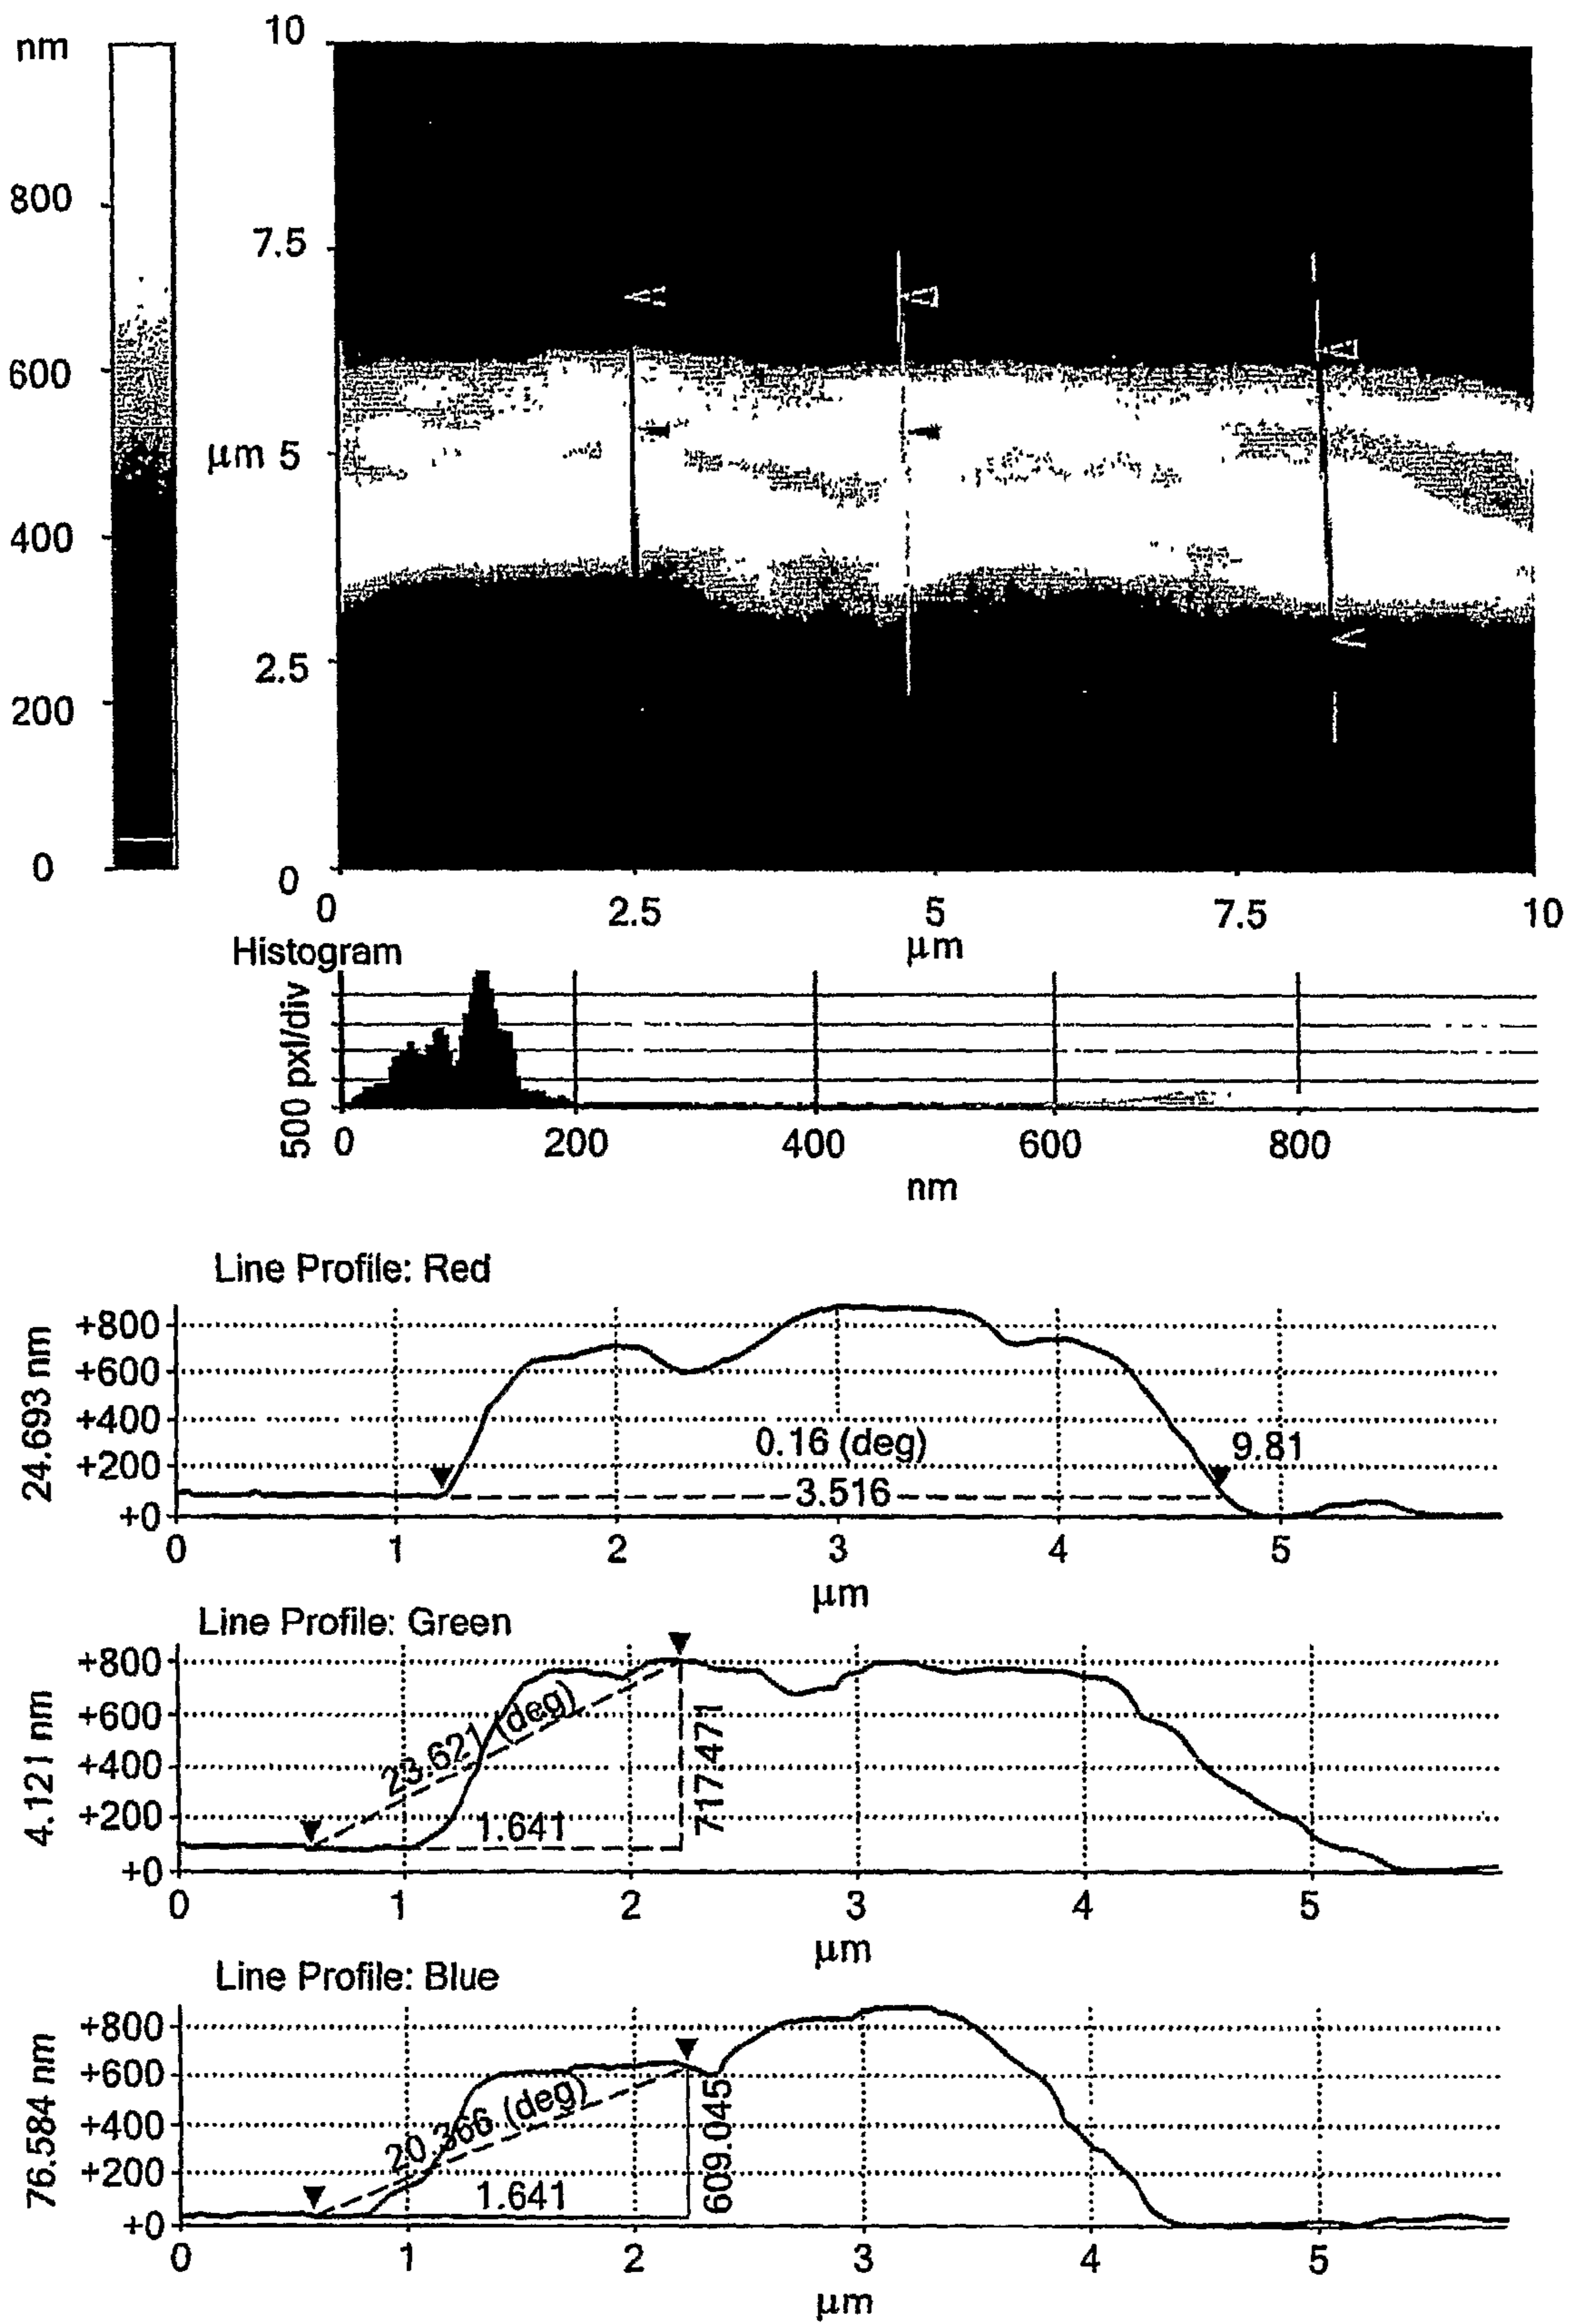 nm
800
600
400
200
0
10
7.5
μm 5
2.5
0
0 2.5 5 7.5 10
μm
Histogram
500 pxl/div
0 200 400 600 800
nm
Line Profile: Red
24.693 nm
+800
+600
+400
+200
+0
0.16 (deg)
9.81
3.516
0 1 2 3 4 5
μm
Line Profile: Green
4.121 nm
+800
+600
+400
+200
+0
23.621 (deg)
1.641
717.471
0 1 2 3 4 5
μm
Line Profile: Blue
76.584 nm
+800
+600
+400
+200
+0
20.366 (deg)
1.641
609.045
0 1 2 3 4 5
μm